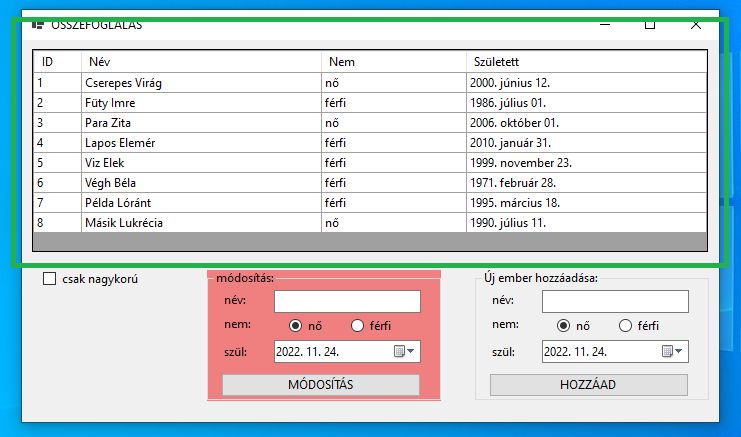 ÖSSZEFOGLALÁS
ID Név Nem Született
1 Cserepes Virág nő 2000. június 12.
2 Füty Imre férfi 1986. július 01.
3 Para Zita nő 2006. október 01.
4 Lapos Elemér férfi 2010. január 31.
5 Viz Elek férfi 1999. november 23.
6 Végh Béla férfi 1971. február 28.
7 Példa Lóránt férfi 1995. március 18.
8 Másik Lukrécia nő 1990. július 11.
csak nagykorú
módosítás:
név:
nem: nő férfi
szül: 2022. 11. 24.
MÓDOSÍTÁS
Új ember hozzáadása:
név:
nem: nő férfi
szül: 2022. 11. 24.
HOZZÁAD